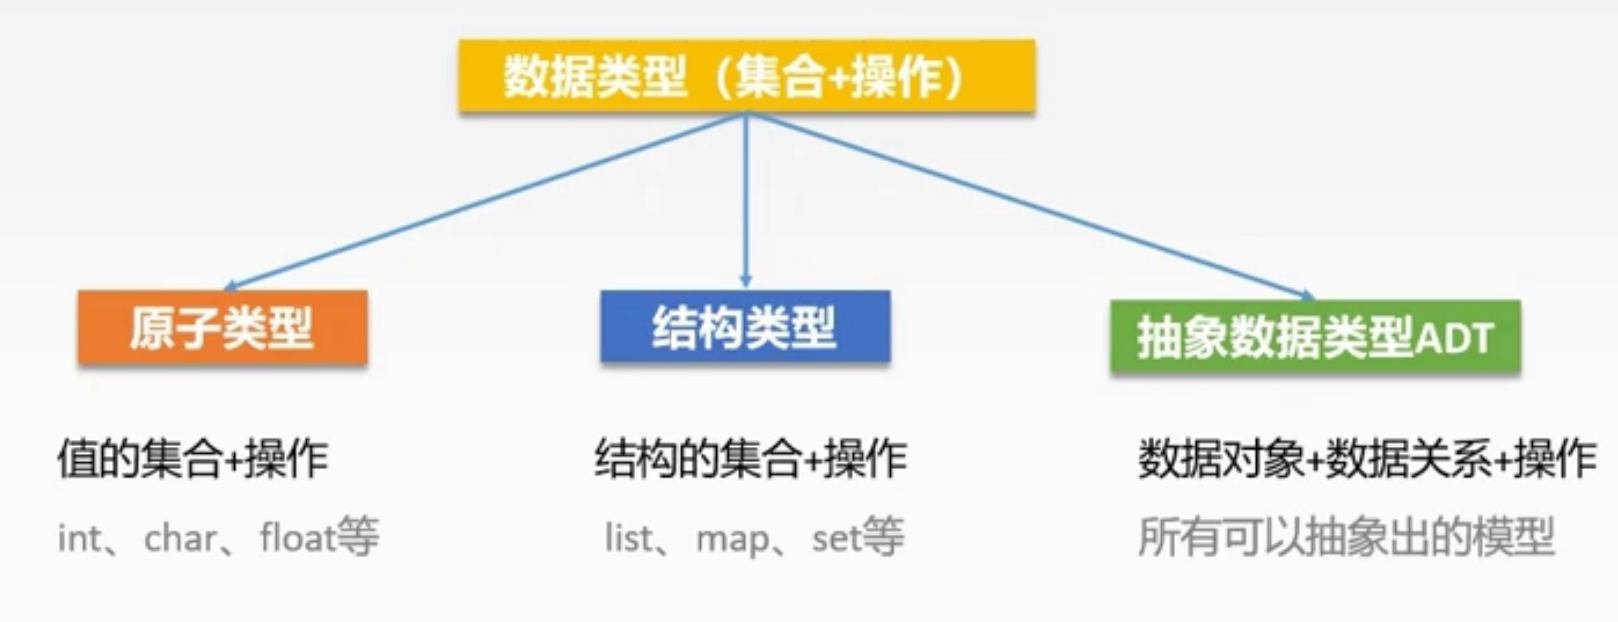 数据类型（集合+操作）
原子类型
结构类型
抽象数据类型ADT
值的集合+操作
结构的集合+操作
数据对象+数据关系+操作
int、char、float等
list、map、set等
所有可以抽象出的模型